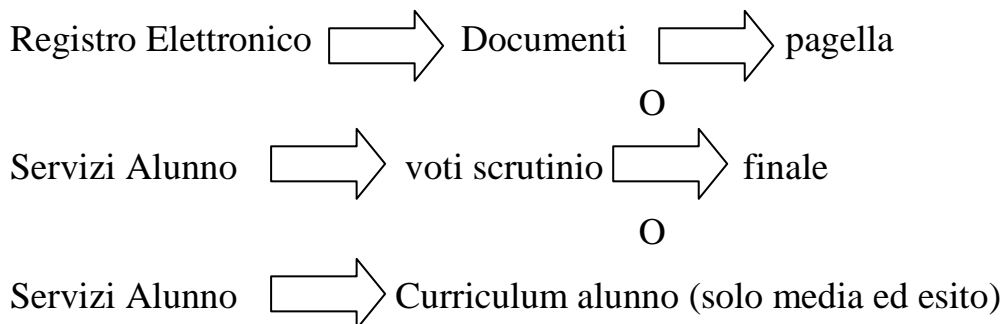 Registro Elettronico Documenti pagella
O
Servizi Alunno voti scrutinio finale
O
Servizi Alunno Curriculum alunno (solo media ed esito)